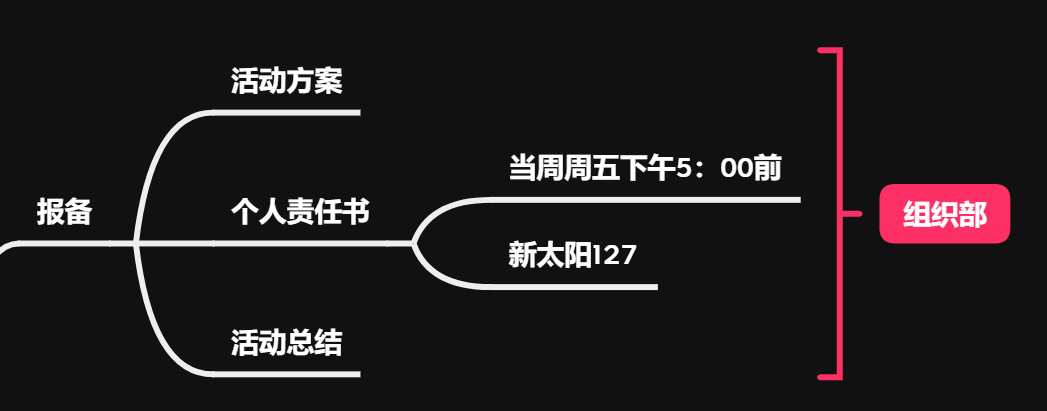 活动方案
当周周五下午5：00前
报备
个人责任书
组织部
新太阳127
活动总结